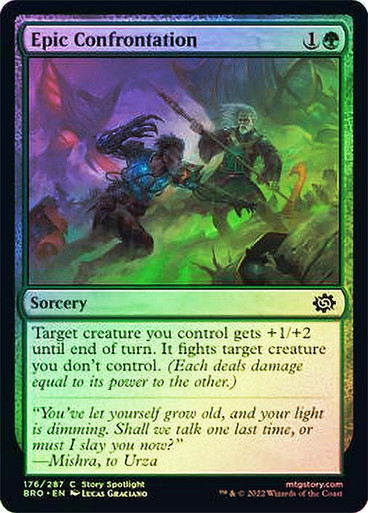 Epic Confrontation 1
Sorcery
Target creature you control gets +1/+2
until end of turn. It fights target creature
you don't control. (Each deals damage
equal to its power to the other.)
"You've let yourself grow old, and your light
is dimming. Shall we talk one last time, or
must I slay you now?"
—Mishra, to Urza
176/287 C Story Spotlight
mtgstory.com
BRO • EN Lucas Graciano
™ & © 2022 Wizards of the Coast